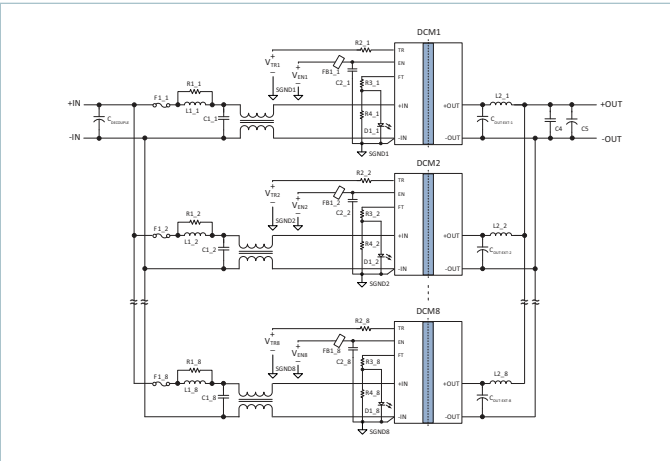 DCM1
R2_1
TR
+
V_TR1
−
+
V_EN1
−
FB1_1
EN
FT
SGND1
C2_1
R3_1
R1_1
F1_1
L1_1
+IN
C_DECOUPLE
C1_1
+IN
+OUT
L2_1
+OUT
R4_1
D1_1
C_OUT-EXT-1
C4
C5
-IN
-IN
-OUT
-OUT
SGND1
DCM2
R2_2
TR
+
V_TR2
−
+
V_EN2
−
FB1_2
EN
FT
SGND2
C2_2
R3_2
R1_2
F1_2
L1_2
C1_2
+IN
+OUT
L2_2
R4_2
D1_2
C_OUT-EXT-2
-IN
-OUT
SGND2
DCM8
R2_8
TR
+
V_TR8
−
+
V_EN8
−
FB1_8
EN
FT
SGND8
C2_8
R3_8
R1_8
F1_8
L1_8
C1_8
+IN
+OUT
L2_8
R4_8
D1_8
C_OUT-EXT-8
-IN
-OUT
SGND8